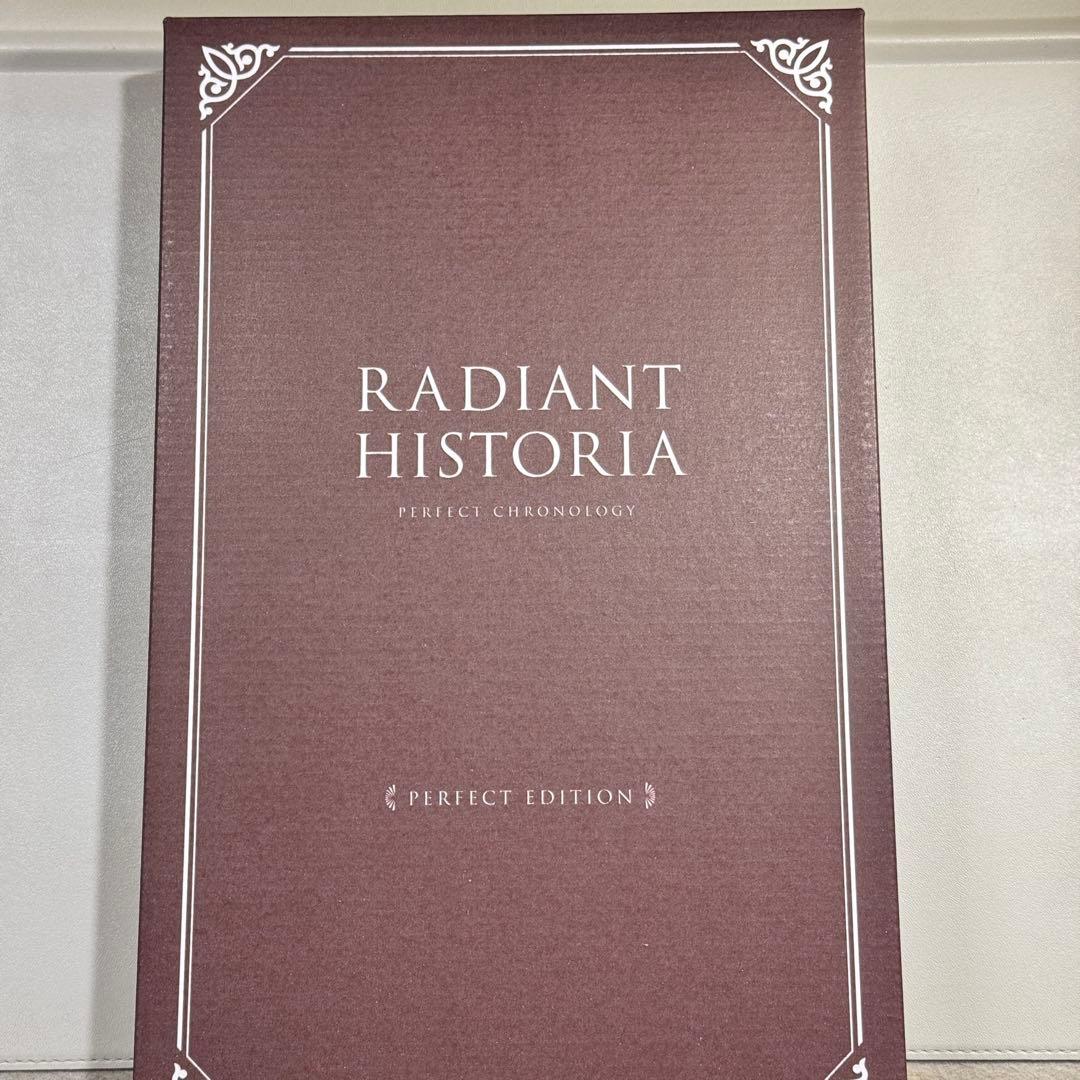 RADIANT
HISTORIA
PERFECT CHRONOLOGY
PERFECT EDITION